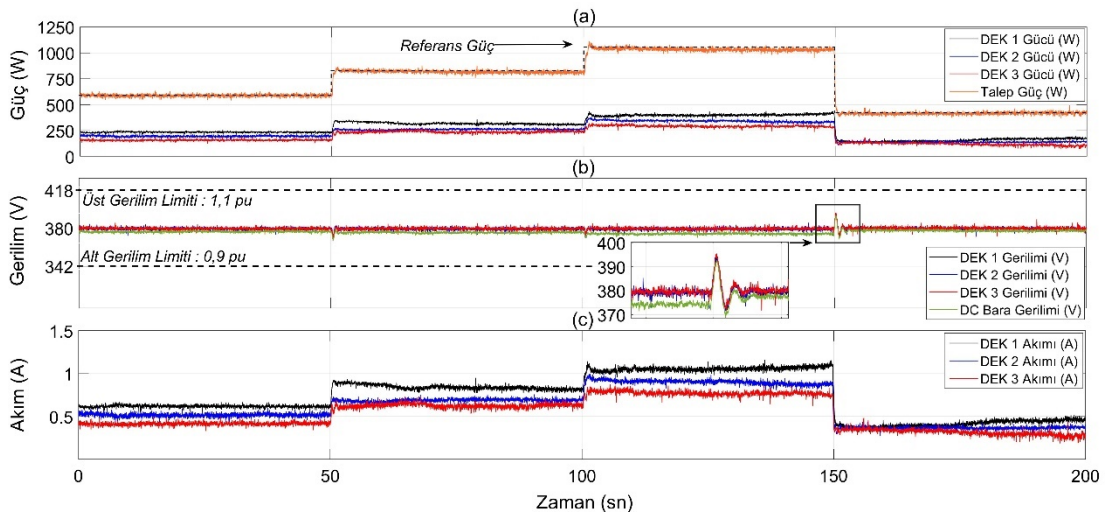 (a)
1250
1000
750
500
250
0
Güç (W)
Referans Güç
DEK 1 Gücü (W)
DEK 2 Gücü (W)
DEK 3 Gücü (W)
Talep Güç (W)
(b)
418
380
342
Gerilim (V)
Üst Gerilim Limiti : 1,1 pu
Alt Gerilim Limiti : 0,9 pu
400
390
380
370
DEK 1 Gerilimi (V)
DEK 2 Gerilimi (V)
DEK 3 Gerilimi (V)
DC Bara Gerilimi (V)
(c)
1.5
1
0.5
Akım (A)
DEK 1 Akımı (A)
DEK 2 Akımı (A)
DEK 3 Akımı (A)
0
50
100
150
200
Zaman (sn)